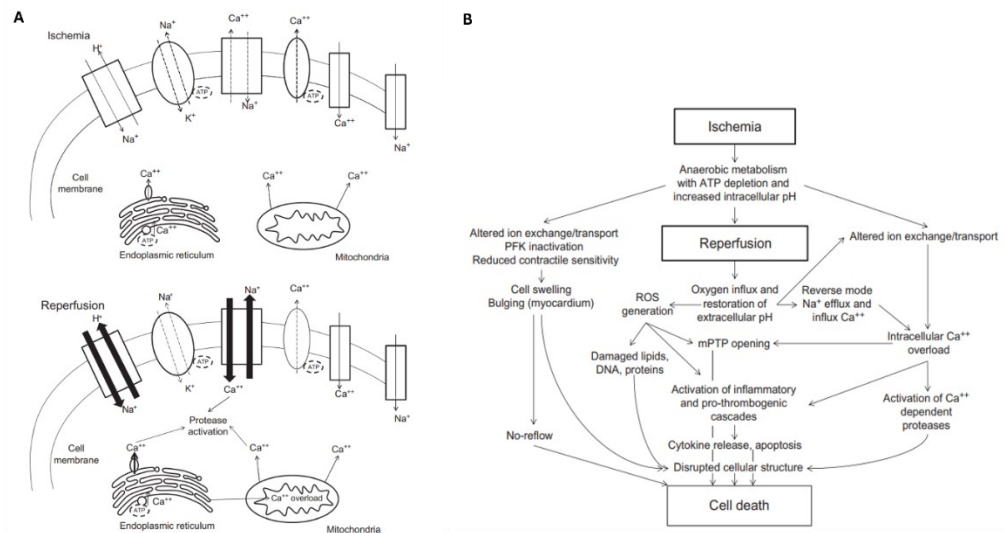 A
Ischemia
H⁺
Na⁺
Ca⁺⁺
Ca⁺⁺
ATP
Na⁺
ATP
K⁺
Na⁺
Ca⁺⁺
Na⁺
Cell
membrane
Ca⁺⁺
Ca⁺⁺
Ca⁺⁺
Ca⁺⁺
ATP
Endoplasmic reticulum
Mitochondria
Reperfusion
H⁺
Na⁺
Na⁺
Ca⁺⁺
ATP
ATP
K⁺
Na⁺
Ca⁺⁺
Ca⁺⁺
Na⁺
Protease
activation
Cell
membrane
Ca⁺⁺
Ca⁺⁺
Ca⁺⁺
Ca⁺⁺
ATP
Ca⁺⁺ overload
Endoplasmic reticulum
Mitochondria
B
Ischemia
Anaerobic metabolism
with ATP depletion and
increased intracellular pH
Altered ion exchange/transport
PFK inactivation
Reduced contractile sensitivity
Reperfusion
Altered ion exchange/transport
Cell swelling
Bulging (myocardium)
ROS
generation
Oxygen influx and
restoration of
extracellular pH
Reverse mode
Na⁺ efflux and
influx Ca⁺⁺
Intracellular Ca⁺⁺
overload
mPTP opening
Damaged lipids,
DNA, proteins
Activation of inflammatory
and pro-thrombogenic
cascades
Activation of Ca⁺⁺
dependent
proteases
No-reflow
Cytokine release, apoptosis
Disrupted cellular structure
Cell death